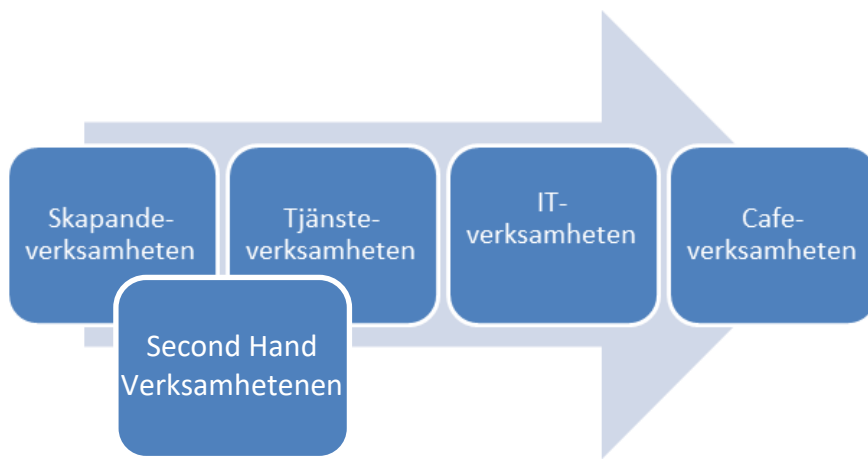 Skapande-
verksamheten
Tjänste-
verksamheten
IT-
verksamheten
Cafe-
verksamheten
Second Hand
Verksamhetenen